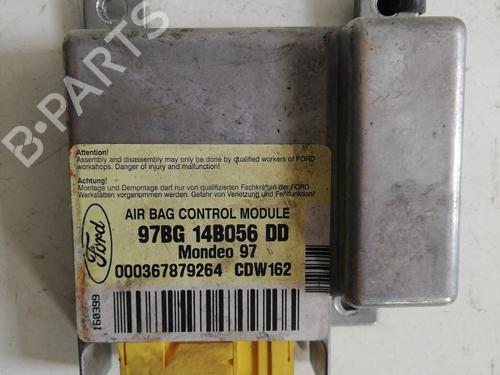 B-PARTS
Attention!
Assembly and disassembly may only be done by qualified workers of FORD
workshops. Danger of injury and malfunction!
Achtung!
Montage und Demontage darf nur von qualifizierten Fachkräften der FORD
Werkstätten vorgenommen werden. Gefahr von Verletzung und Fehlfunktion!
Ford
AIR BAG CONTROL MODULE
97BG 14B056 DD
Mondeo 97
000367879264 CDW162